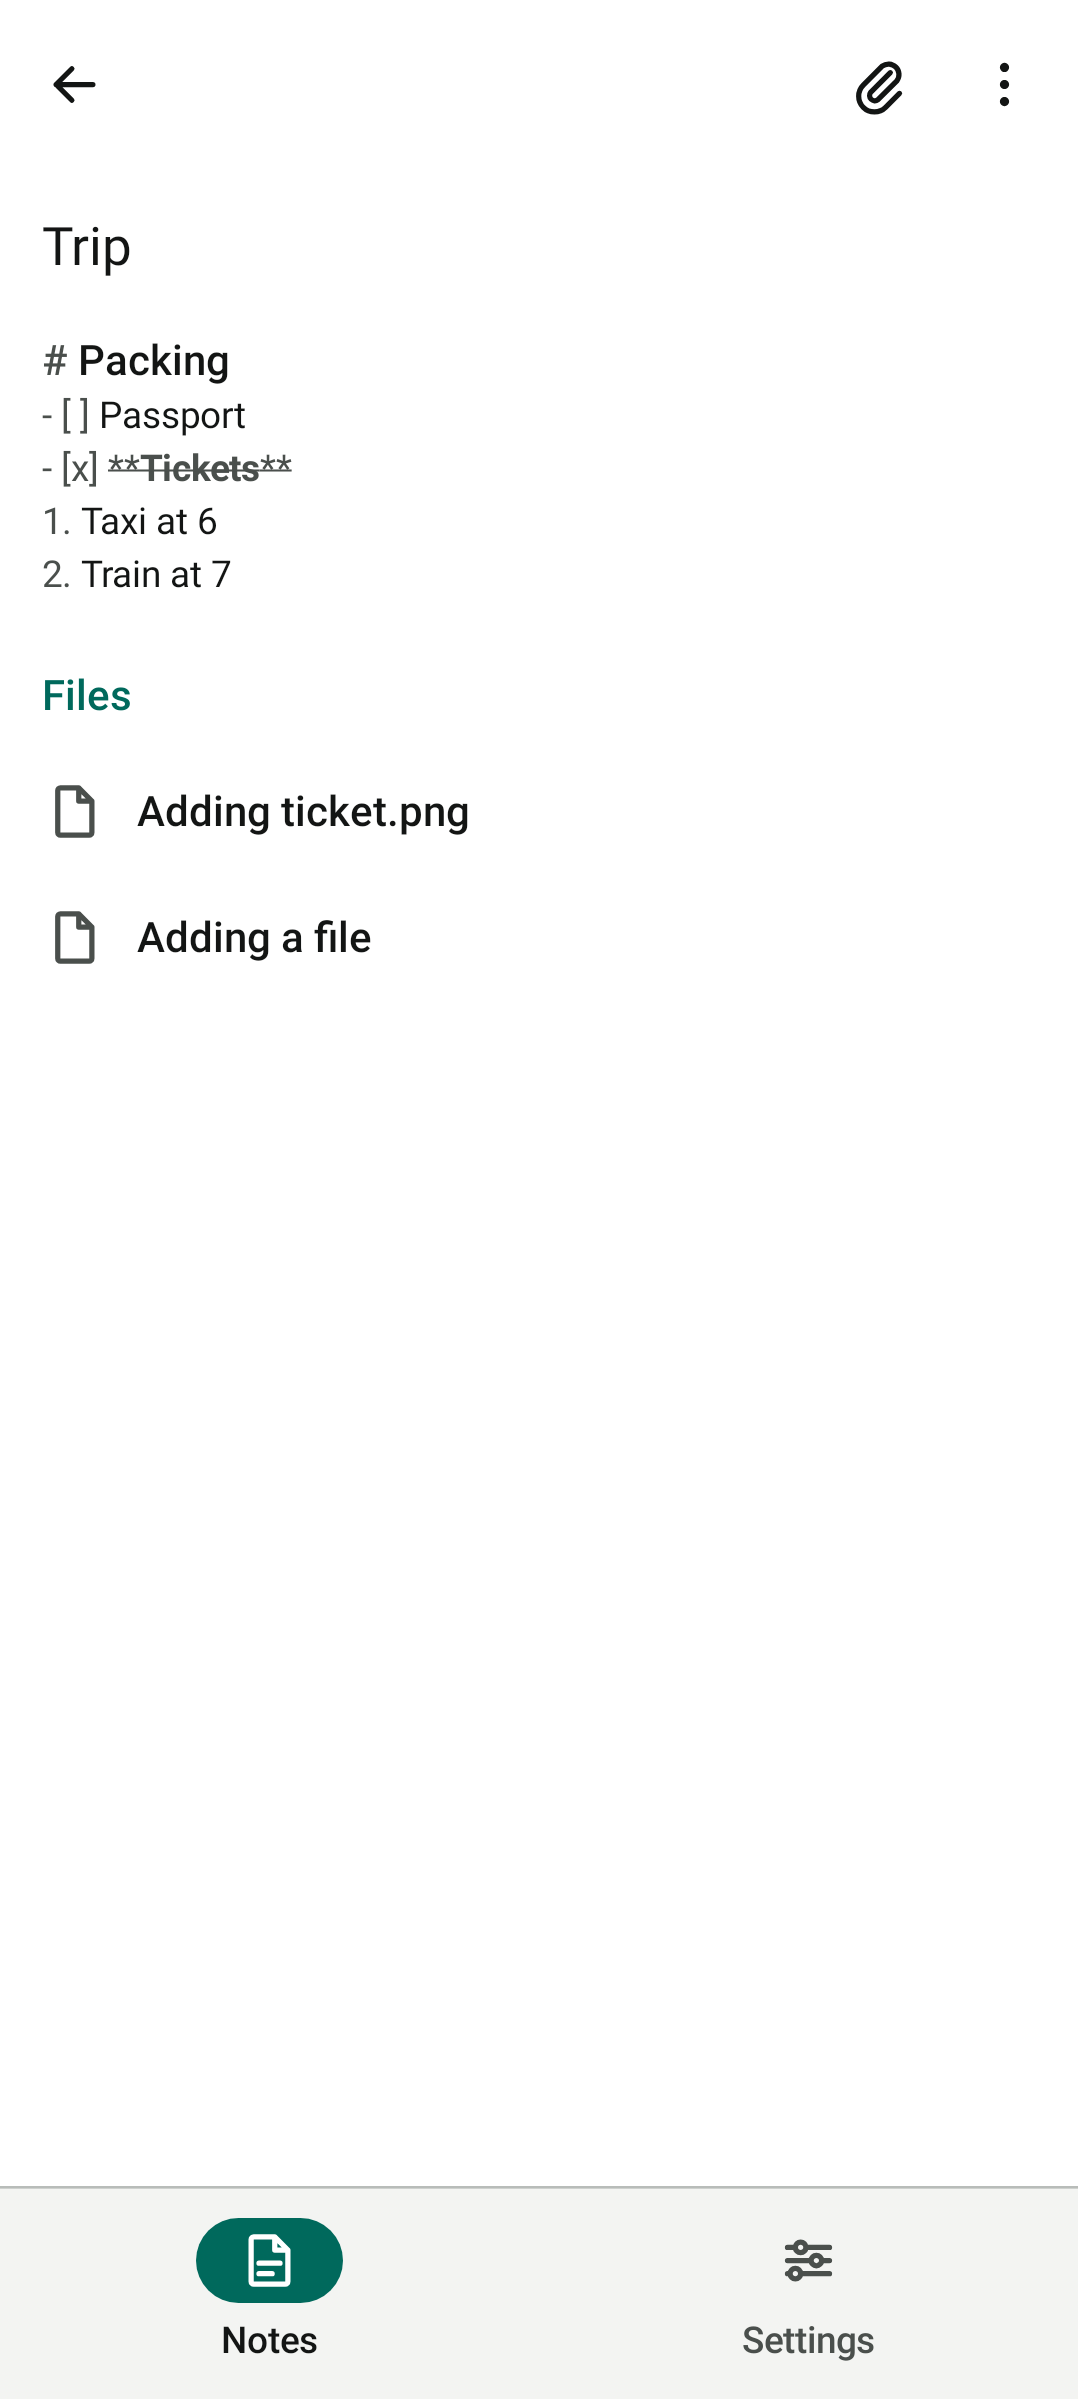 Trip
# Packing
- [ ] Passport
- [x] **Tickets**
1. Taxi at 6
2. Train at 7
Files
Adding ticket.png
Adding a file
Notes
Settings